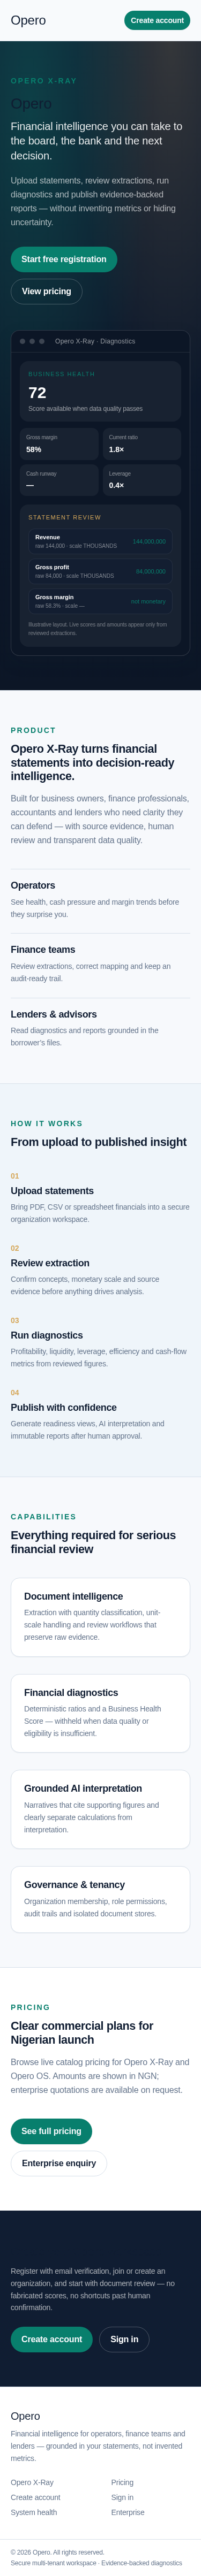 Opero
Create account
OPERO X-RAY
Opero
Financial intelligence you can take to
the board, the bank and the next
decision.
Upload statements, review extractions, run
diagnostics and publish evidence-backed
reports — without inventing metrics or hiding
uncertainty.
Start free registration
View pricing
Opero X-Ray · Diagnostics
BUSINESS HEALTH
72
Score available when data quality passes
Gross margin
58%
Current ratio
1.8×
Cash runway
—
Leverage
0.4×
STATEMENT REVIEW
Revenue
raw 144,000 · scale THOUSANDS
144,000,000
Gross profit
raw 84,000 · scale THOUSANDS
84,000,000
Gross margin
raw 58.3% · scale —
not monetary
Illustrative layout. Live scores and amounts appear only from
reviewed extractions.
PRODUCT
Opero X-Ray turns financial
statements into decision-ready
intelligence.
Built for business owners, finance professionals,
accountants and lenders who need clarity they
can defend — with source evidence, human
review and transparent data quality.
Operators
See health, cash pressure and margin trends before
they surprise you.
Finance teams
Review extractions, correct mapping and keep an
audit-ready trail.
Lenders & advisors
Read diagnostics and reports grounded in the
borrower's files.
HOW IT WORKS
From upload to published insight
01
Upload statements
Bring PDF, CSV or spreadsheet financials into a secure
organization workspace.
02
Review extraction
Confirm concepts, monetary scale and source
evidence before anything drives analysis.
03
Run diagnostics
Profitability, liquidity, leverage, efficiency and cash-flow
metrics from reviewed figures.
04
Publish with confidence
Generate readiness views, AI interpretation and
immutable reports after human approval.
CAPABILITIES
Everything required for serious
financial review
Document intelligence
Extraction with quantity classification, unit-
scale handling and review workflows that
preserve raw evidence.
Financial diagnostics
Deterministic ratios and a Business Health
Score — withheld when data quality or
eligibility is insufficient.
Grounded AI interpretation
Narratives that cite supporting figures and
clearly separate calculations from
interpretation.
Governance & tenancy
Organization membership, role permissions,
audit trails and isolated document stores.
PRICING
Clear commercial plans for
Nigerian launch
Browse live catalog pricing for Opero X-Ray and
Opero OS. Amounts are shown in NGN;
enterprise quotations are available on request.
See full pricing
Enterprise enquiry
Register with email verification, join or create an
organization, and start with document review — no
fabricated scores, no shortcuts past human
confirmation.
Create account
Sign in
Opero
Financial intelligence for operators, finance teams and
lenders — grounded in your statements, not invented
metrics.
Opero X-Ray
Pricing
Create account
Sign in
System health
Enterprise
© 2026 Opero. All rights reserved.
Secure multi-tenant workspace · Evidence-backed diagnostics